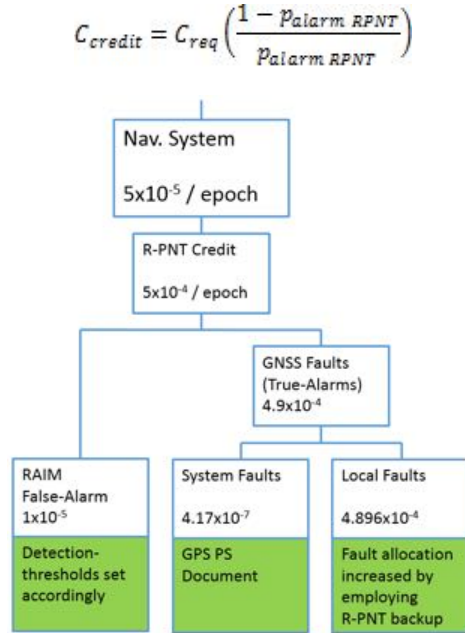 C_credit = C_req ( (1 − p_alarm RPNT) / p_alarm RPNT )
Nav. System
5x10⁻⁵ / epoch
R-PNT Credit
5x10⁻⁴ / epoch
GNSS Faults
(True-Alarms)
4.9x10⁻⁴
RAIM
False-Alarm
1x10⁻⁵
Detection-
thresholds set
accordingly
System Faults
4.17x10⁻⁷
GPS PS
Document
Local Faults
4.896x10⁻⁴
Fault allocation
increased by
employing
R-PNT backup